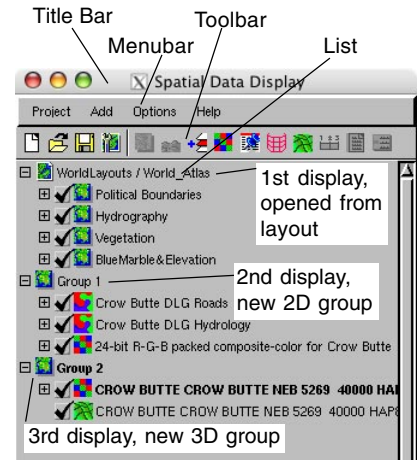 Title Bar
Toolbar
Menubar
List
X Spatial Data Display
Project Add Options Help
WorldLayouts / World_Atlas
1st display,
opened from
layout
Political Boundaries
Hydrography
Vegetation
BlueMarble&Elevation
Group 1
2nd display,
new 2D group
Crow Butte DLG Roads
Crow Butte DLG Hydrology
24-bit R-G-B packed composite-color for Crow Butte
Group 2
CROW BUTTE CROW BUTTE NEB 5269 40000 HAP
CROW BUTTE CROW BUTTE NEB 5269 40000 HAP8
3rd display, new 3D group